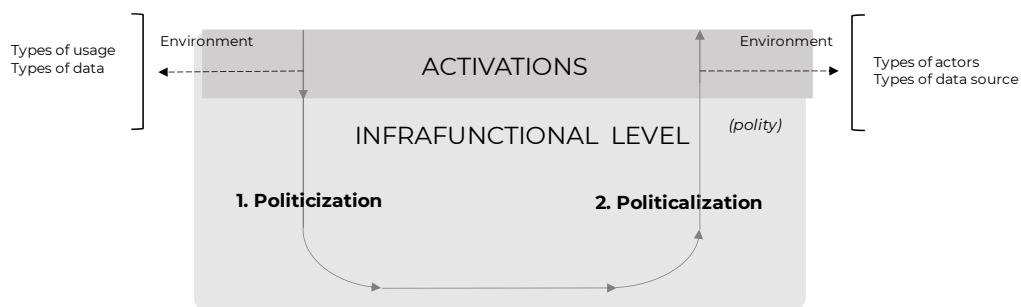 Types of usage
Types of data
Environment
ACTIVATIONS
Environment
Types of actors
Types of data source
INFRAFUNCTIONAL LEVEL
(polity)
1. Politicization
2. Politicalization